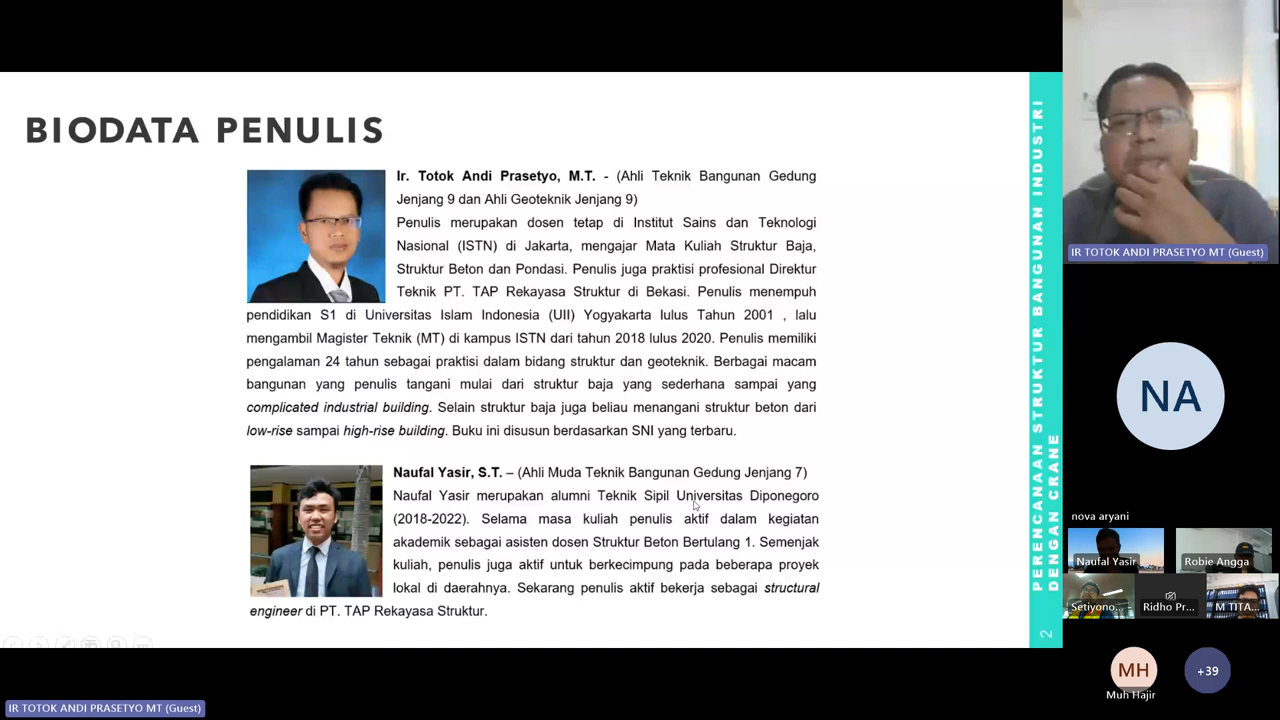 BIODATA PENULIS
Ir. Totok Andi Prasetyo, M.T. - (Ahli Teknik Bangunan Gedung
Jenjang 9 dan Ahli Geoteknik Jenjang 9)
Penulis merupakan dosen tetap di Institut Sains dan Teknologi
Nasional (ISTN) di Jakarta, mengajar Mata Kuliah Struktur Baja,
Struktur Beton dan Pondasi. Penulis juga praktisi profesional Direktur
Teknik PT. TAP Rekayasa Struktur di Bekasi. Penulis menempuh
pendidikan S1 di Universitas Islam Indonesia (UII) Yogyakarta lulus Tahun 2001 , lalu
mengambil Magister Teknik (MT) di kampus ISTN dari tahun 2018 lulus 2020. Penulis memiliki
pengalaman 24 tahun sebagai praktisi dalam bidang struktur dan geoteknik. Berbagai macam
bangunan yang penulis tangani mulai dari struktur baja yang sederhana sampai yang
complicated industrial building. Selain struktur baja juga beliau menangani struktur beton dari
low-rise sampai high-rise building. Buku ini disusun berdasarkan SNI yang terbaru.
Naufal Yasir, S.T. – (Ahli Muda Teknik Bangunan Gedung Jenjang 7)
Naufal Yasir merupakan alumni Teknik Sipil Universitas Diponegoro
(2018-2022). Selama masa kuliah penulis aktif dalam kegiatan
akademik sebagai asisten dosen Struktur Beton Bertulang 1. Semenjak
kuliah, penulis juga aktif untuk berkecimpung pada beberapa proyek
lokal di daerahnya. Sekarang penulis aktif bekerja sebagai structural
engineer di PT. TAP Rekayasa Struktur.
PERENCANAAN STRUKTUR BANGUNAN INDUSTRI
DENGAN CRANE
2
IR TOTOK ANDI PRASETYO MT (Guest)
NA
nova aryani
Naufal Yasir
Robie Angga
Setiyono...
Ridho Pr...
M TITA...
MH
+39
Muh Hajir
IR TOTOK ANDI PRASETYO MT (Guest)